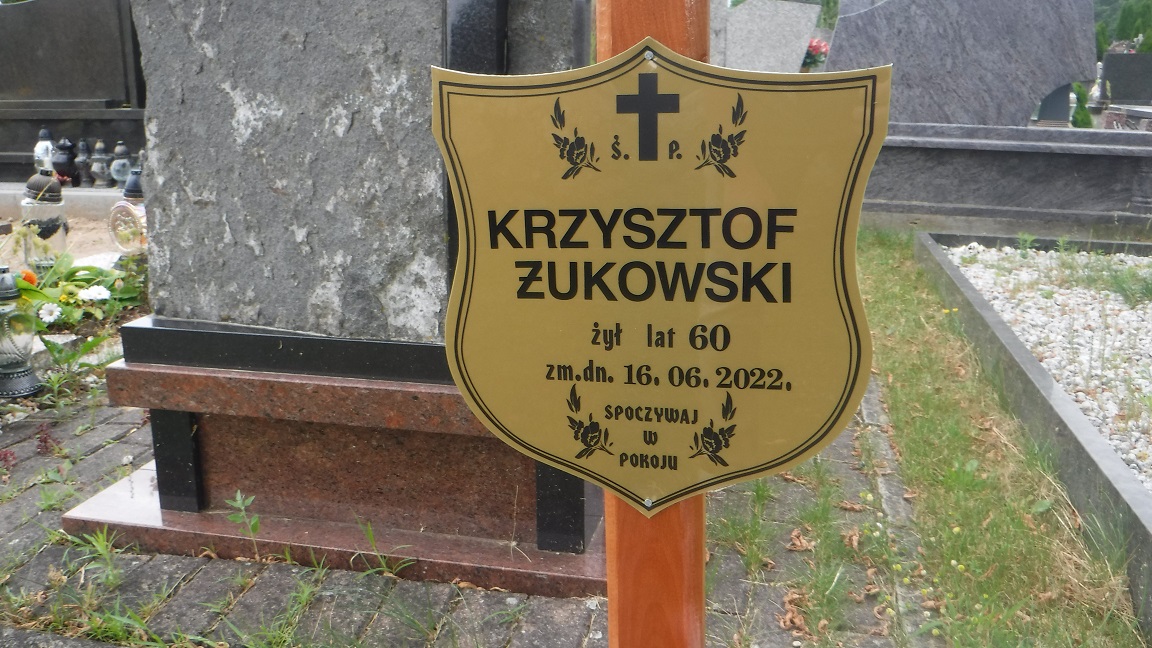 Ś. P.
KRZYSZTOF
ŻUKOWSKI
żył lat 60
zm.dn. 16. 06. 2022.
SPOCZYWAJ
W
POKOJU